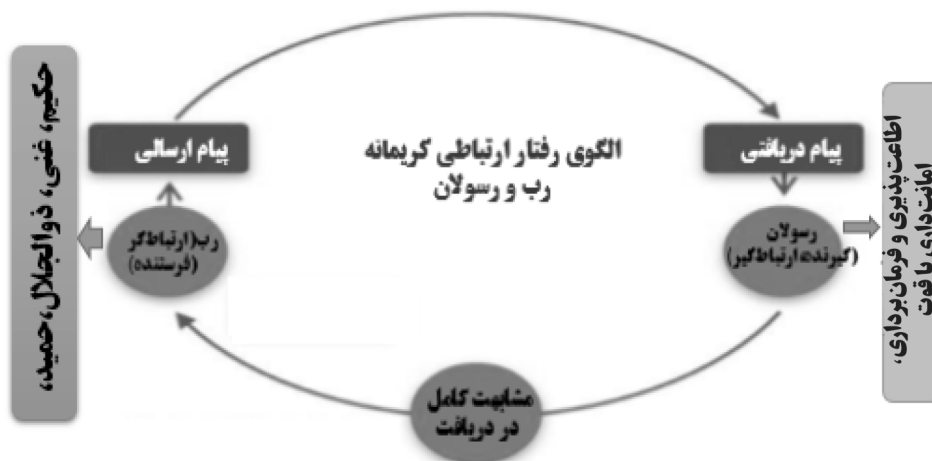 الگوی رفتار ارتباطی کریمانه
رب و رسولان
پیام دریافتی
پیام ارسالی
رسولان
(گیرنده ارتباط‌گیر)
رب(ارتباط‌گر
(فرستنده)
مشابهت کامل
در دریافت
اطاعت‌پذیری و فرمان‌برداری،
امانت‌داری با قوت
حکیم، غنی، ذوالجلال،حمید،